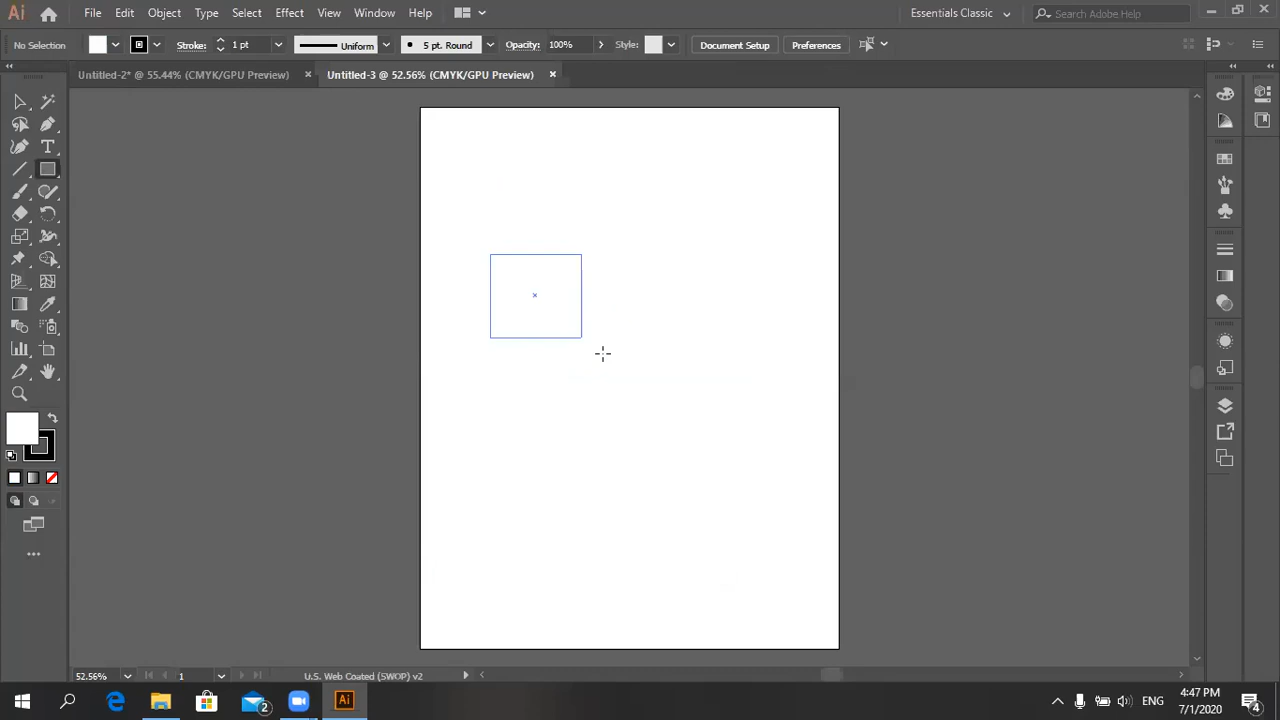 Ai File Edit Object Type Select Effect View Window Help Essentials Classic Search Adobe Help
No Selection Stroke: 1 pt Uniform 5 pt. Round Opacity: 100% Style: Document Setup Preferences
Untitled-2* @ 55.44% (CMYK/GPU Preview) × Untitled-3 @ 52.56% (CMYK/GPU Preview) ×
52.56% 1 U.S. Web Coated (SWOP) v2
2 Ai ENG 4:47 PM
7/1/2020 4